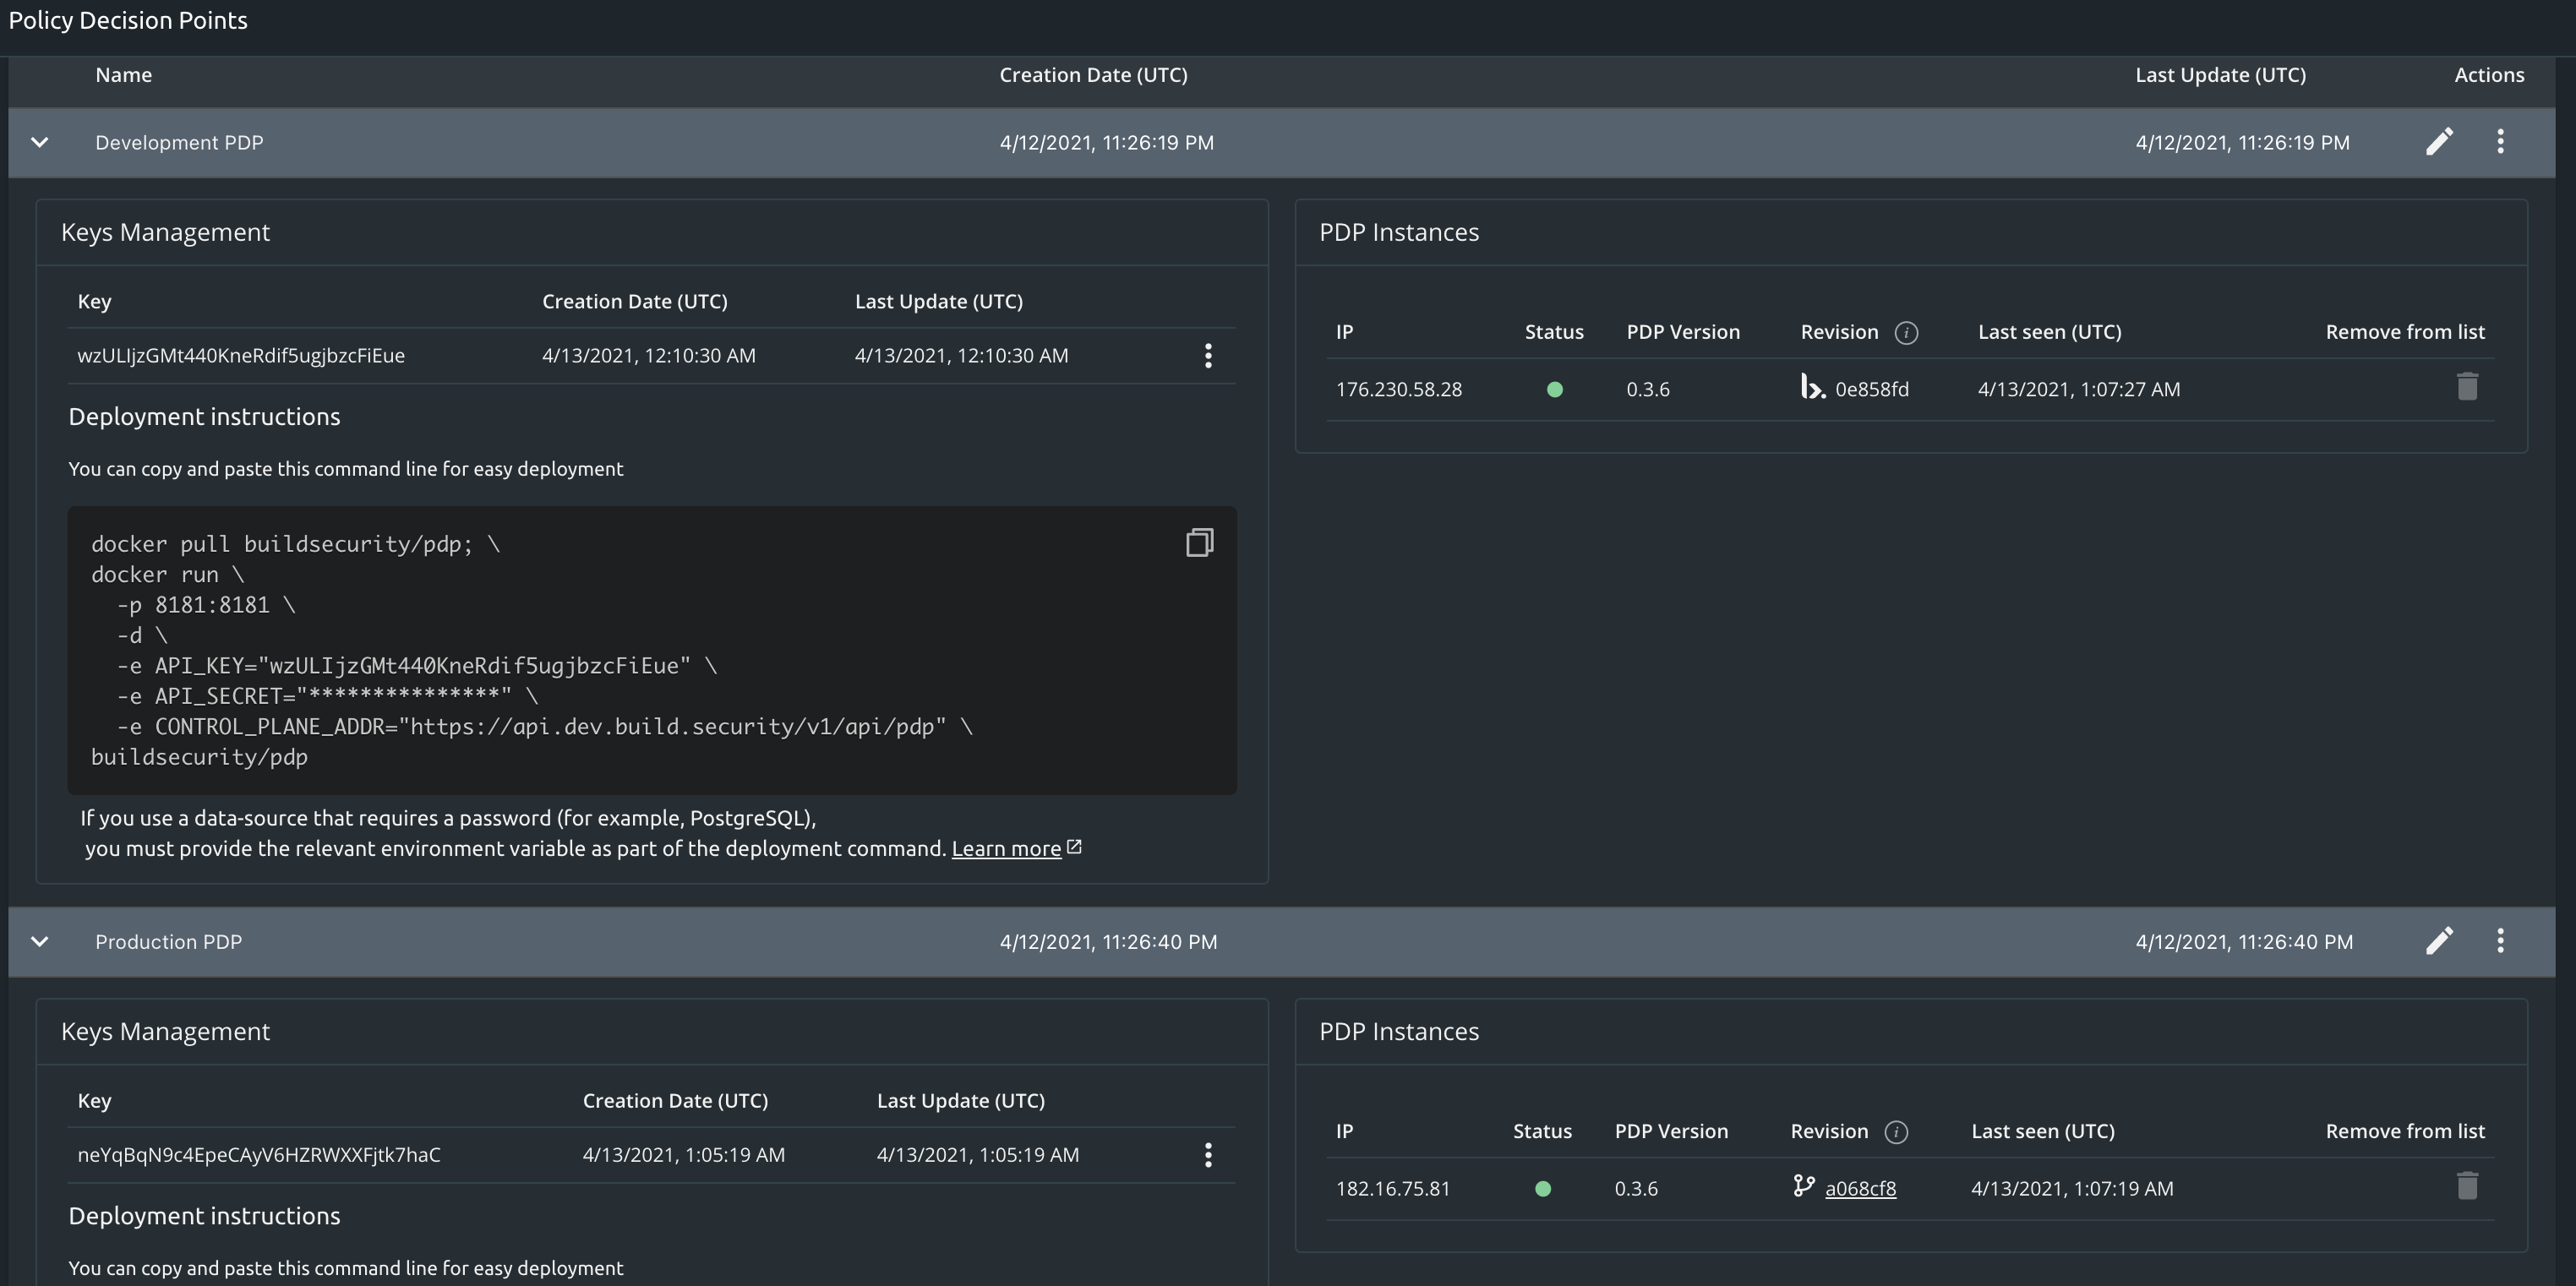 Policy Decision Points
Name Creation Date (UTC) Last Update (UTC) Actions
Development PDP 4/12/2021, 11:26:19 PM 4/12/2021, 11:26:19 PM
Keys Management
Key Creation Date (UTC) Last Update (UTC)
wzULIjzGMt440KneRdif5ugjbzcFiEue 4/13/2021, 12:10:30 AM 4/13/2021, 12:10:30 AM
Deployment instructions
You can copy and paste this command line for easy deployment
docker pull buildsecurity/pdp; \
docker run \
-p 8181:8181 \
-d \
-e API_KEY="wzULIjzGMt440KneRdif5ugjbzcFiEue" \
-e API_SECRET="***************" \
-e CONTROL_PLANE_ADDR="https://api.dev.build.security/v1/api/pdp" \
buildsecurity/pdp
If you use a data-source that requires a password (for example, PostgreSQL),
you must provide the relevant environment variable as part of the deployment command. Learn more
PDP Instances
IP Status PDP Version Revision Last seen (UTC) Remove from list
176.230.58.28 0.3.6 0e858fd 4/13/2021, 1:07:27 AM
Production PDP 4/12/2021, 11:26:40 PM 4/12/2021, 11:26:40 PM
Keys Management
Key Creation Date (UTC) Last Update (UTC)
neYqBqN9c4EpeCAyV6HZRWXXFjtk7haC 4/13/2021, 1:05:19 AM 4/13/2021, 1:05:19 AM
Deployment instructions
You can copy and paste this command line for easy deployment
PDP Instances
IP Status PDP Version Revision Last seen (UTC) Remove from list
182.16.75.81 0.3.6 a068cf8 4/13/2021, 1:07:19 AM